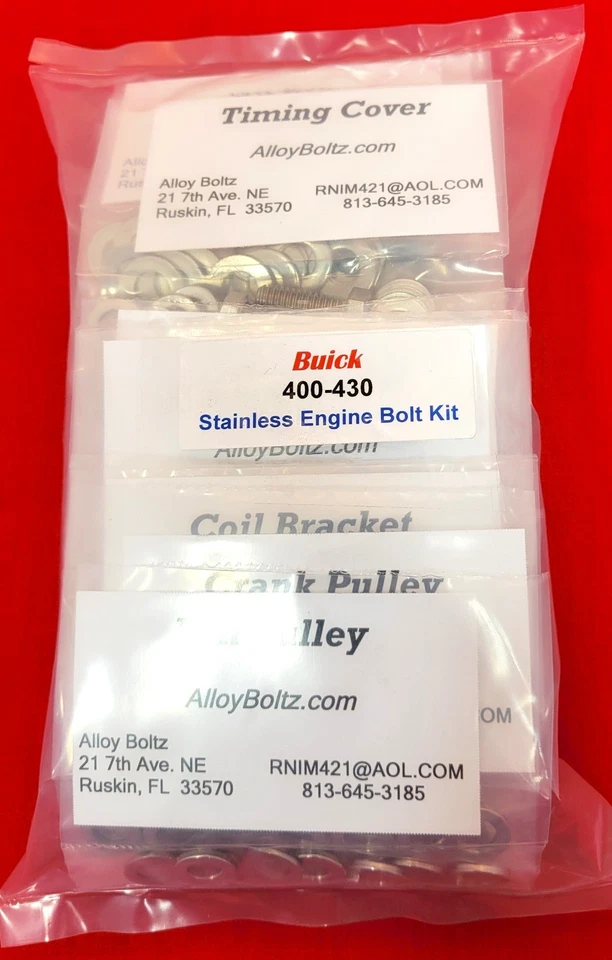 Timing Cover
AlloyBoltz.com
Alloy Boltz
21 7th Ave. NE
Ruskin, FL 33570
RNIM421@AOL.COM
813-645-3185
Buick
400-430
Stainless Engine Bolt Kit
AlloyBoltz.com
Coil Bracket
Crank Pulley
lley
OM
AlloyBoltz.com
Alloy Boltz
21 7th Ave. NE
Ruskin, FL 33570
RNIM421@AOL.COM
813-645-3185